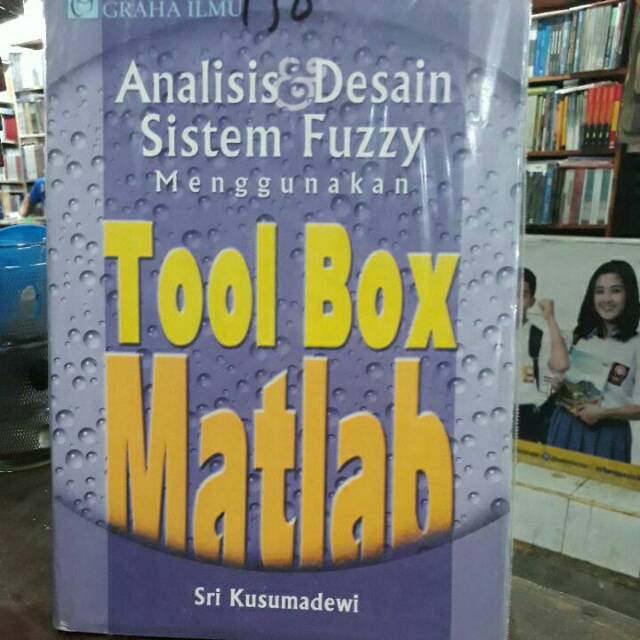 GRAHA ILMU
Analisis & Desain
Sistem Fuzzy
Menggunakan
Tool Box
Matlab
Sri Kusumadewi